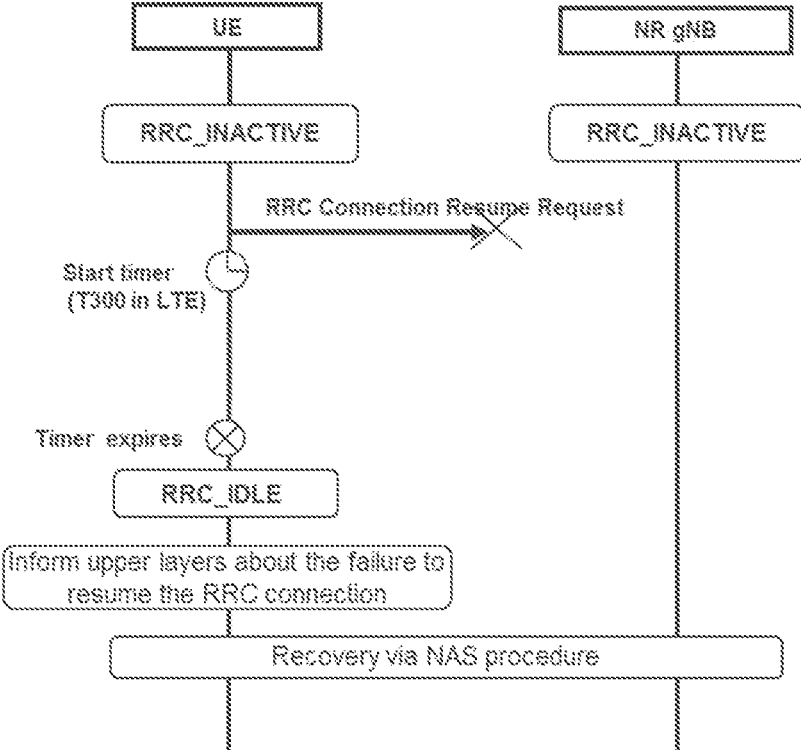 UE
NR gNB
RRC_INACTIVE
RRC_INACTIVE
RRC Connection Resume Request
Start timer
(T300 in LTE)
Timer expires
RRC_IDLE
Inform upper layers about the failure to
resume the RRC connection
Recovery via NAS procedure